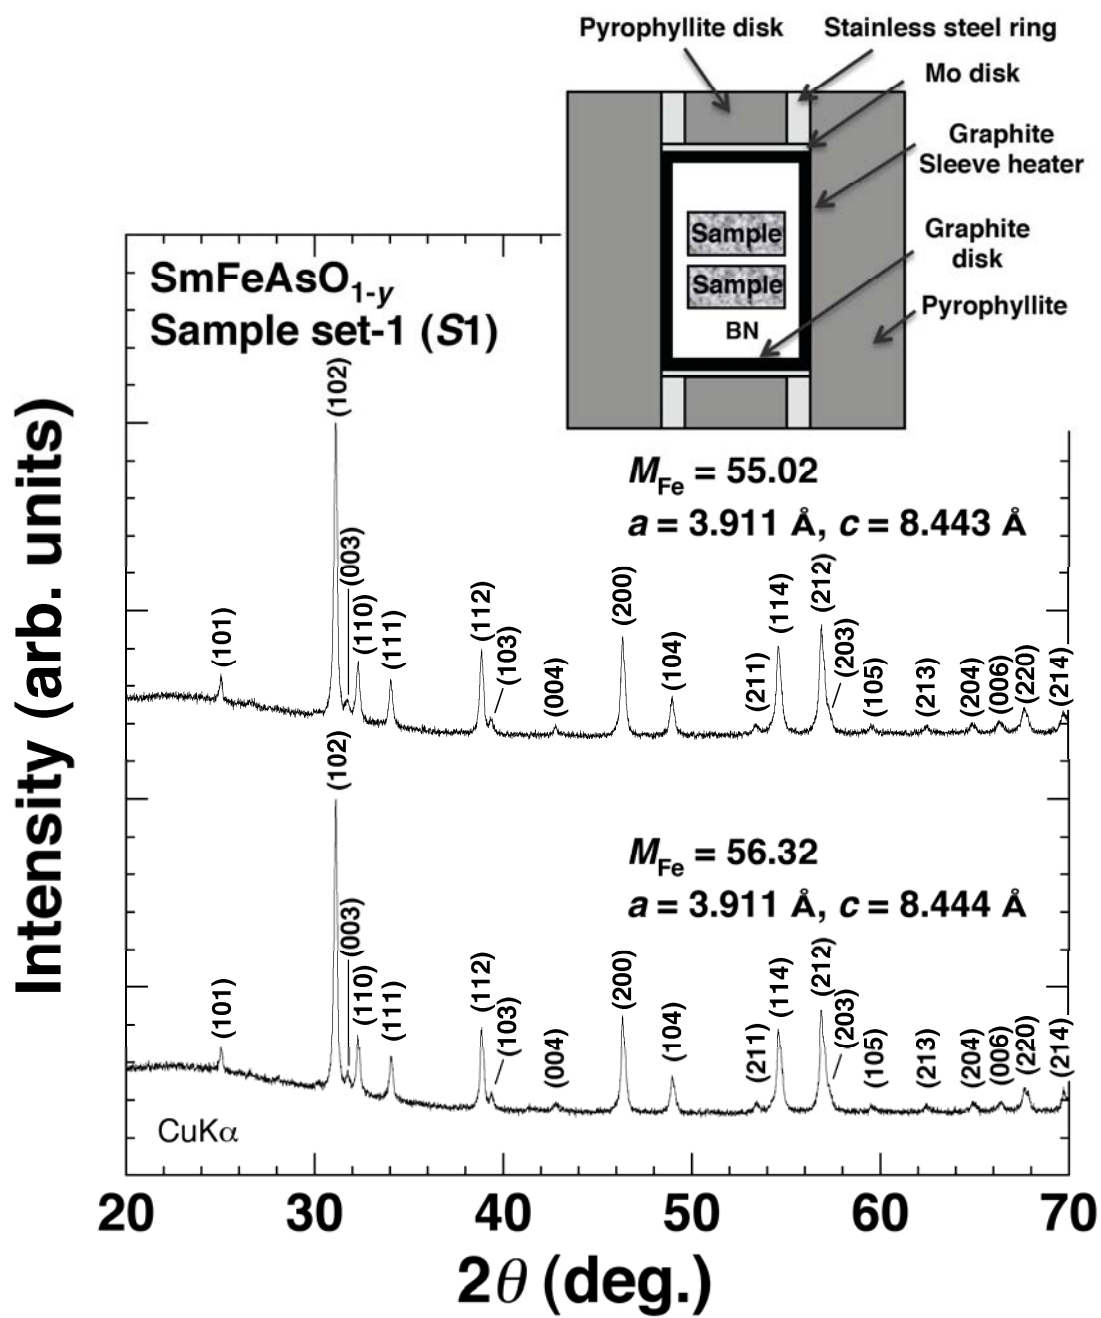 Pyrophyllite disk
Stainless steel ring
Mo disk
Graphite
Sleeve heater
Graphite
disk
Pyrophyllite
Sample
Sample
BN
SmFeAsO1-y
Sample set-1 (S1)
MFe = 55.02
a = 3.911 Å, c = 8.443 Å
(101)
(102)
(003)
(110)
(111)
(112)
(103)
(004)
(200)
(104)
(211)
(114)
(212)
(203)
(105)
(213)
(204)
(006)
(220)
(214)
MFe = 56.32
a = 3.911 Å, c = 8.444 Å
(101)
(102)
(003)
(110)
(111)
(112)
(103)
(004)
(200)
(104)
(211)
(114)
(212)
(203)
(105)
(213)
(204)
(006)
(220)
(214)
CuKα
Intensity (arb. units)
20 30 40 50 60 70
2θ (deg.)